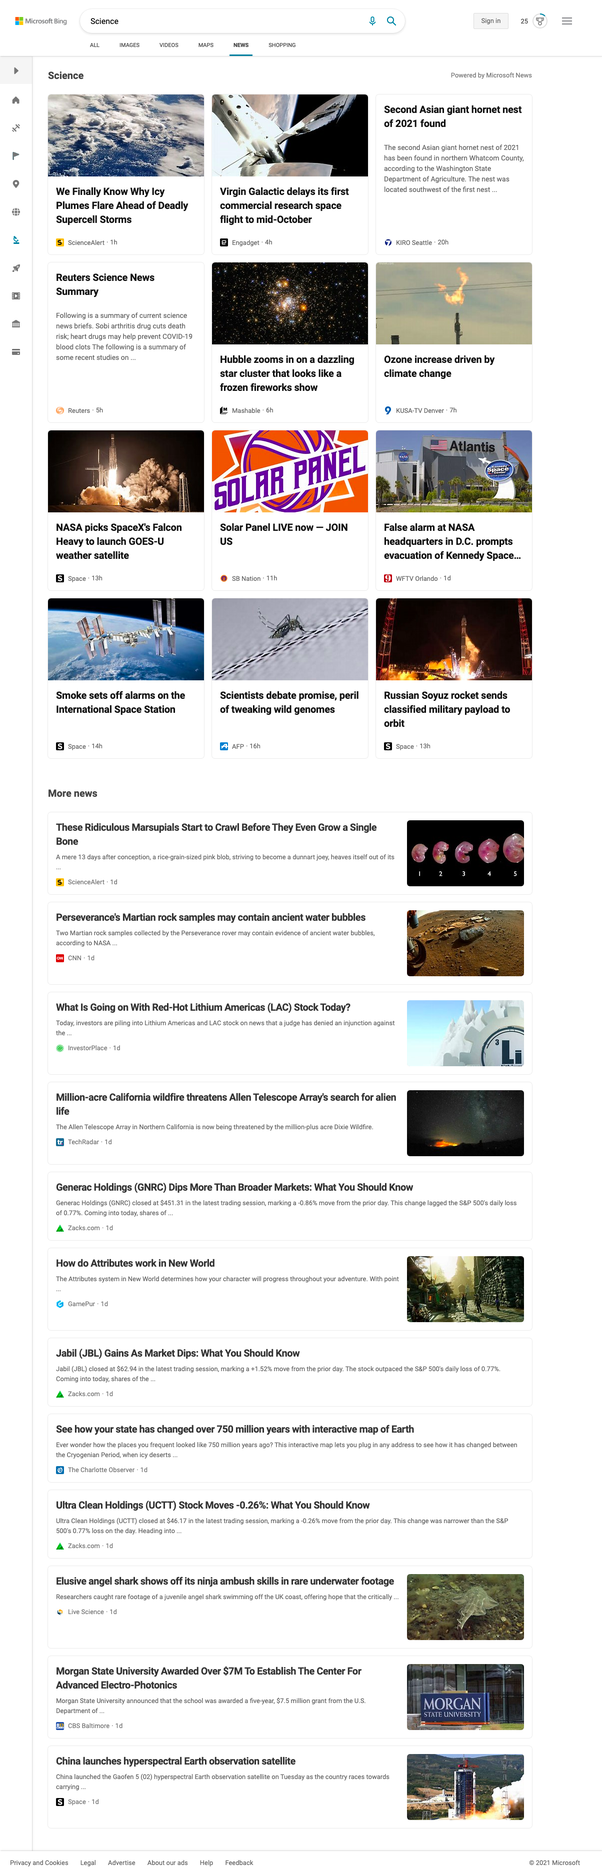 Microsoft Bing
Science
Sign in
25
ALL IMAGES VIDEOS MAPS NEWS SHOPPING
Science
Powered by Microsoft News
We Finally Know Why Icy
Plumes Flare Ahead of Deadly
Supercell Storms
ScienceAlert · 1h
Virgin Galactic delays its first
commercial research space
flight to mid-October
Engadget · 4h
Second Asian giant hornet nest
of 2021 found
The second Asian giant hornet nest of 2021
has been found in northern Whatcom County,
according to the Washington State
Department of Agriculture. The nest was
located southwest of the first nest ...
KIRO Seattle · 20h
Reuters Science News
Summary
Following is a summary of current science
news briefs. Sobi arthritis drug cuts death
risk; heart drugs may help prevent COVID-19
blood clots The following is a summary of
some recent studies on ...
Reuters · 5h
Hubble zooms in on a dazzling
star cluster that looks like a
frozen fireworks show
Mashable · 6h
Ozone increase driven by
climate change
KUSA-TV Denver · 7h
NASA picks SpaceX's Falcon
Heavy to launch GOES-U
weather satellite
Space · 13h
SOLAR PANEL
Solar Panel LIVE now — JOIN
US
SB Nation · 11h
Atlantis
Space
False alarm at NASA
headquarters in D.C. prompts
evacuation of Kennedy Space...
WFTV Orlando · 1d
Smoke sets off alarms on the
International Space Station
Space · 14h
Scientists debate promise, peril
of tweaking wild genomes
AFP · 16h
Russian Soyuz rocket sends
classified military payload to
orbit
Space · 13h
More news
These Ridiculous Marsupials Start to Crawl Before They Even Grow a Single
Bone
A mere 13 days after conception, a rice-grain-sized pink blob, striving to become a dunnart joey, heaves itself out of its
...
ScienceAlert · 1d
1 2 3 4 5
Perseverance's Martian rock samples may contain ancient water bubbles
Two Martian rock samples collected by the Perseverance rover may contain evidence of ancient water bubbles,
according to NASA ...
CNN · 1d
What Is Going on With Red-Hot Lithium Americas (LAC) Stock Today?
Today, investors are piling into Lithium Americas and LAC stock on news that a judge has denied an injunction against
the ...
InvestorPlace · 1d
3
Li
Million-acre California wildfire threatens Allen Telescope Array's search for alien
life
The Allen Telescope Array in Northern California is now being threatened by the million-plus acre Dixie Wildfire.
TechRadar · 1d
Generac Holdings (GNRC) Dips More Than Broader Markets: What You Should Know
Generac Holdings (GNRC) closed at $451.31 in the latest trading session, marking a -0.86% move from the prior day. This change lagged the S&P 500's daily loss
of 0.77%. Coming into today, shares of ...
Zacks.com · 1d
How do Attributes work in New World
The Attributes system in New World determines how your character will progress throughout your adventure. With point
...
GamePur · 1d
Jabil (JBL) Gains As Market Dips: What You Should Know
Jabil (JBL) closed at $62.94 in the latest trading session, marking a +1.52% move from the prior day. The stock outpaced the S&P 500's daily loss of 0.77%.
Coming into today, shares of the ...
Zacks.com · 1d
See how your state has changed over 750 million years with interactive map of Earth
Ever wonder how the places you frequent looked like 750 million years ago? This interactive map lets you plug in any address to see how it has changed between
the Cryogenian Period, when icy deserts ...
The Charlotte Observer · 1d
Ultra Clean Holdings (UCTT) Stock Moves -0.26%: What You Should Know
Ultra Clean Holdings (UCTT) closed at $46.17 in the latest trading session, marking a -0.26% move from the prior day. This change was narrower than the S&P
500's 0.77% loss on the day. Heading into ...
Zacks.com · 1d
Elusive angel shark shows off its ninja ambush skills in rare underwater footage
Researchers caught rare footage of a juvenile angel shark swimming off the UK coast, offering hope that the critically ...
Live Science · 1d
Morgan State University Awarded Over $7M To Establish The Center For
Advanced Electro-Photonics
Morgan State University announced that the school was awarded a five-year, $7.5 million grant from the U.S.
Department of ...
CBS Baltimore · 1d
MORGAN
STATE UNIVERSITY
China launches hyperspectral Earth observation satellite
China launched the Gaofen 5 (02) hyperspectral Earth observation satellite on Tuesday as the country races towards
carrying ...
Space · 1d
Privacy and Cookies Legal Advertise About our ads Help Feedback
© 2021 Microsoft